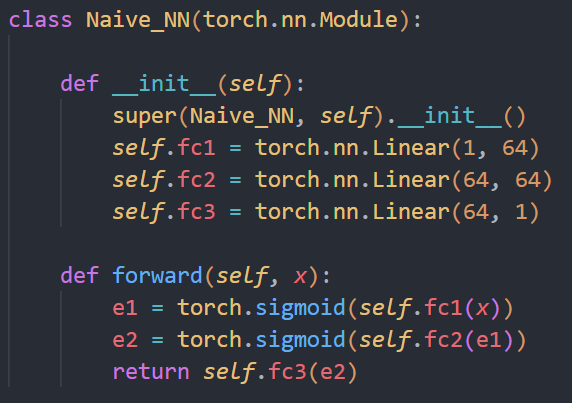 class Naive_NN(torch.nn.Module):
def __init__(self):
super(Naive_NN, self).__init__()
self.fc1 = torch.nn.Linear(1, 64)
self.fc2 = torch.nn.Linear(64, 64)
self.fc3 = torch.nn.Linear(64, 1)
def forward(self, x):
e1 = torch.sigmoid(self.fc1(x))
e2 = torch.sigmoid(self.fc2(e1))
return self.fc3(e2)